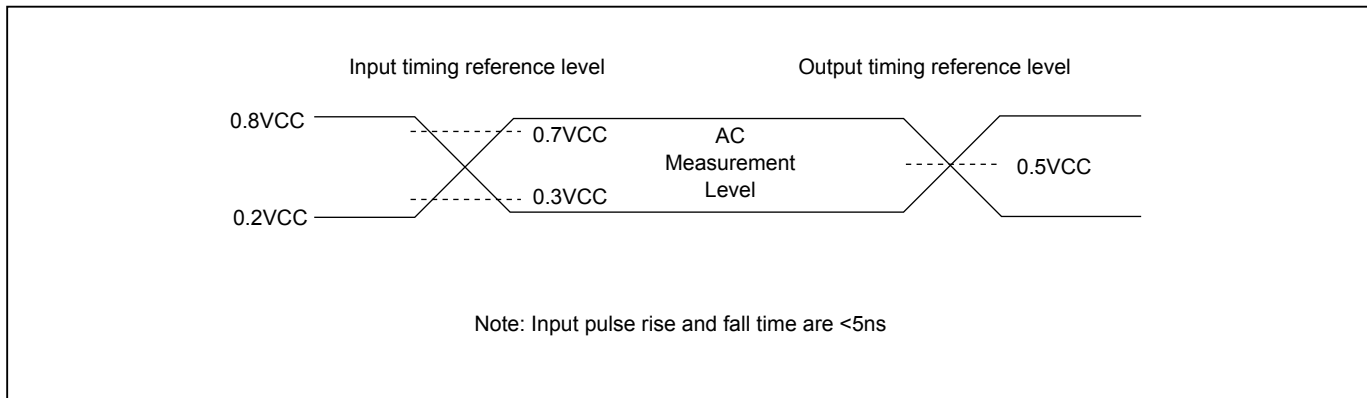 Input timing reference level
Output timing reference level
0.8VCC
0.7VCC
AC
Measurement
Level
0.5VCC
0.3VCC
0.2VCC
Note: Input pulse rise and fall time are <5ns